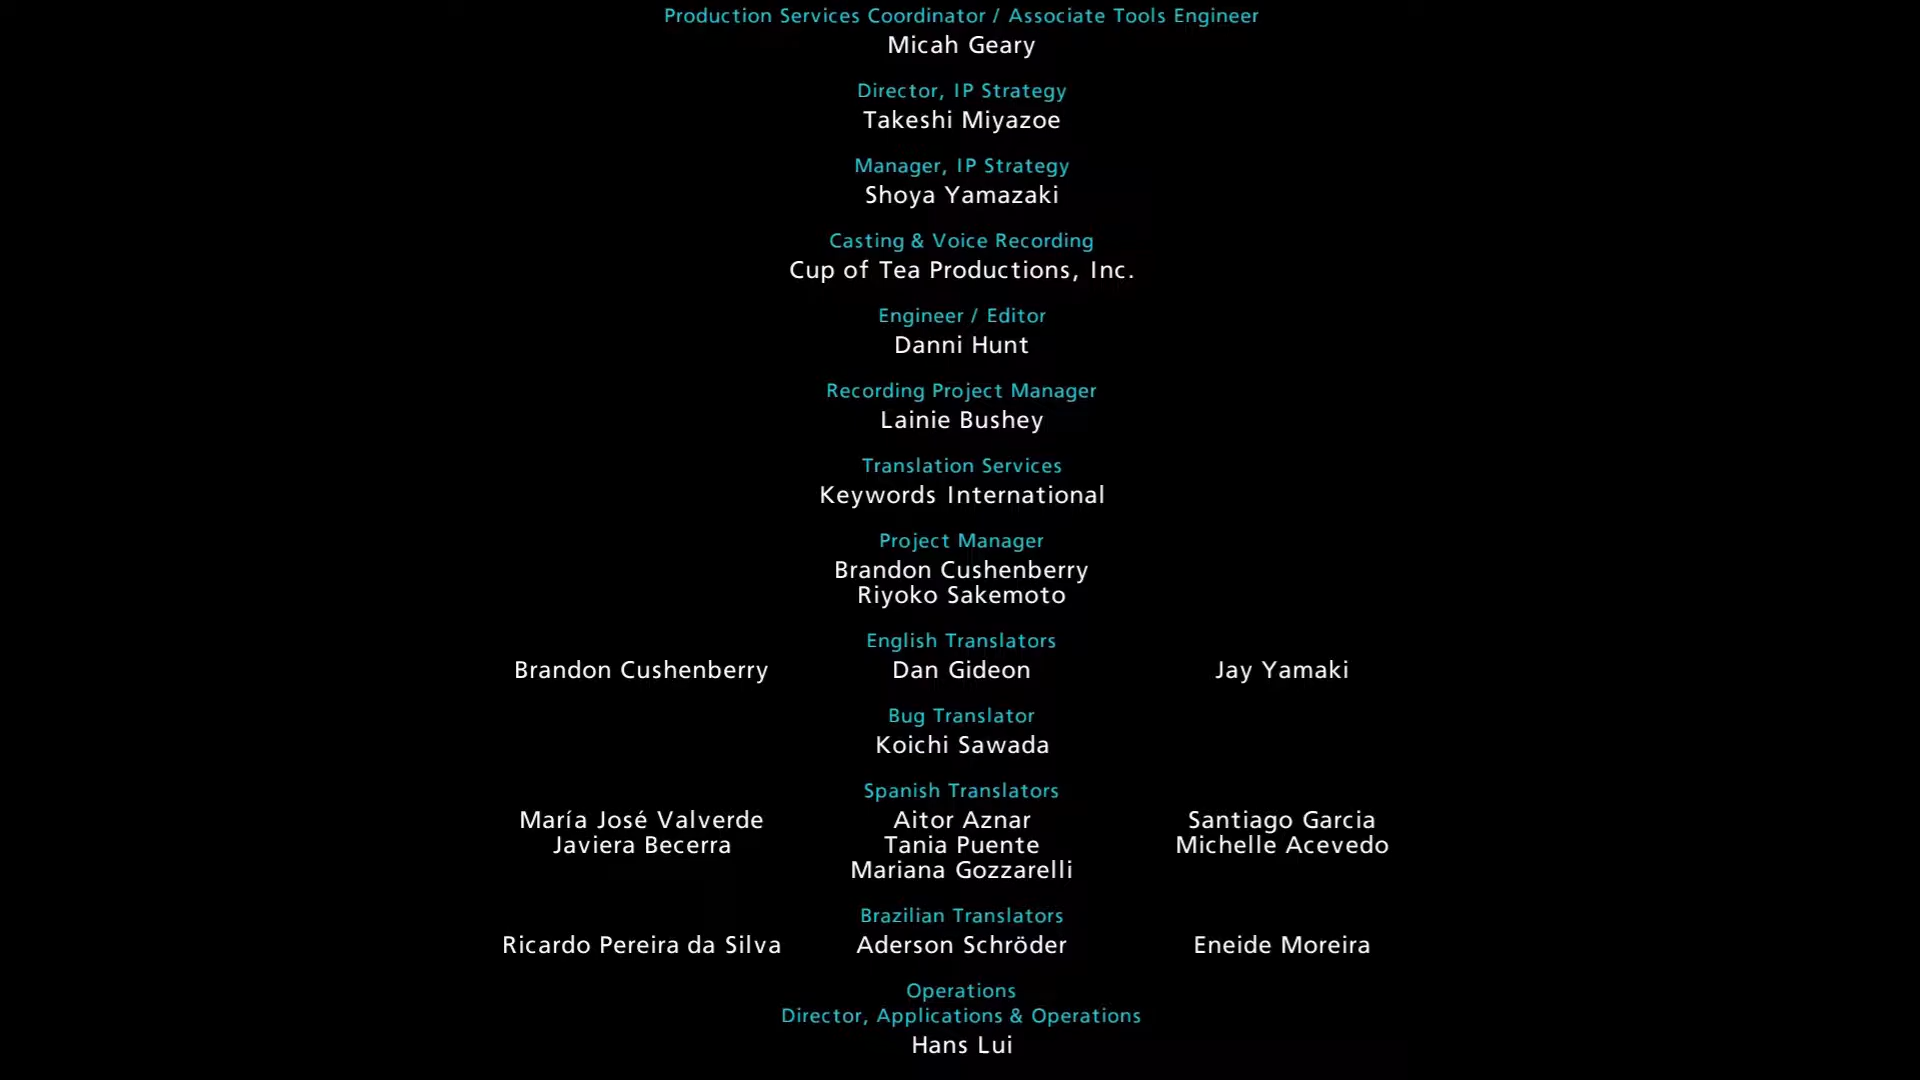 Production Services Coordinator / Associate Tools Engineer
Micah Geary
Director, IP Strategy
Takeshi Miyazoe
Manager, IP Strategy
Shoya Yamazaki
Casting & Voice Recording
Cup of Tea Productions, Inc.
Engineer / Editor
Danni Hunt
Recording Project Manager
Lainie Bushey
Translation Services
Keywords International
Project Manager
Brandon Cushenberry
Riyoko Sakemoto
English Translators
Brandon Cushenberry Dan Gideon Jay Yamaki
Bug Translator
Koichi Sawada
Spanish Translators
María José Valverde Aitor Aznar Santiago Garcia
Javiera Becerra Tania Puente Michelle Acevedo
Mariana Gozzarelli
Brazilian Translators
Ricardo Pereira da Silva Aderson Schröder Eneide Moreira
Operations
Director, Applications & Operations
Hans Lui